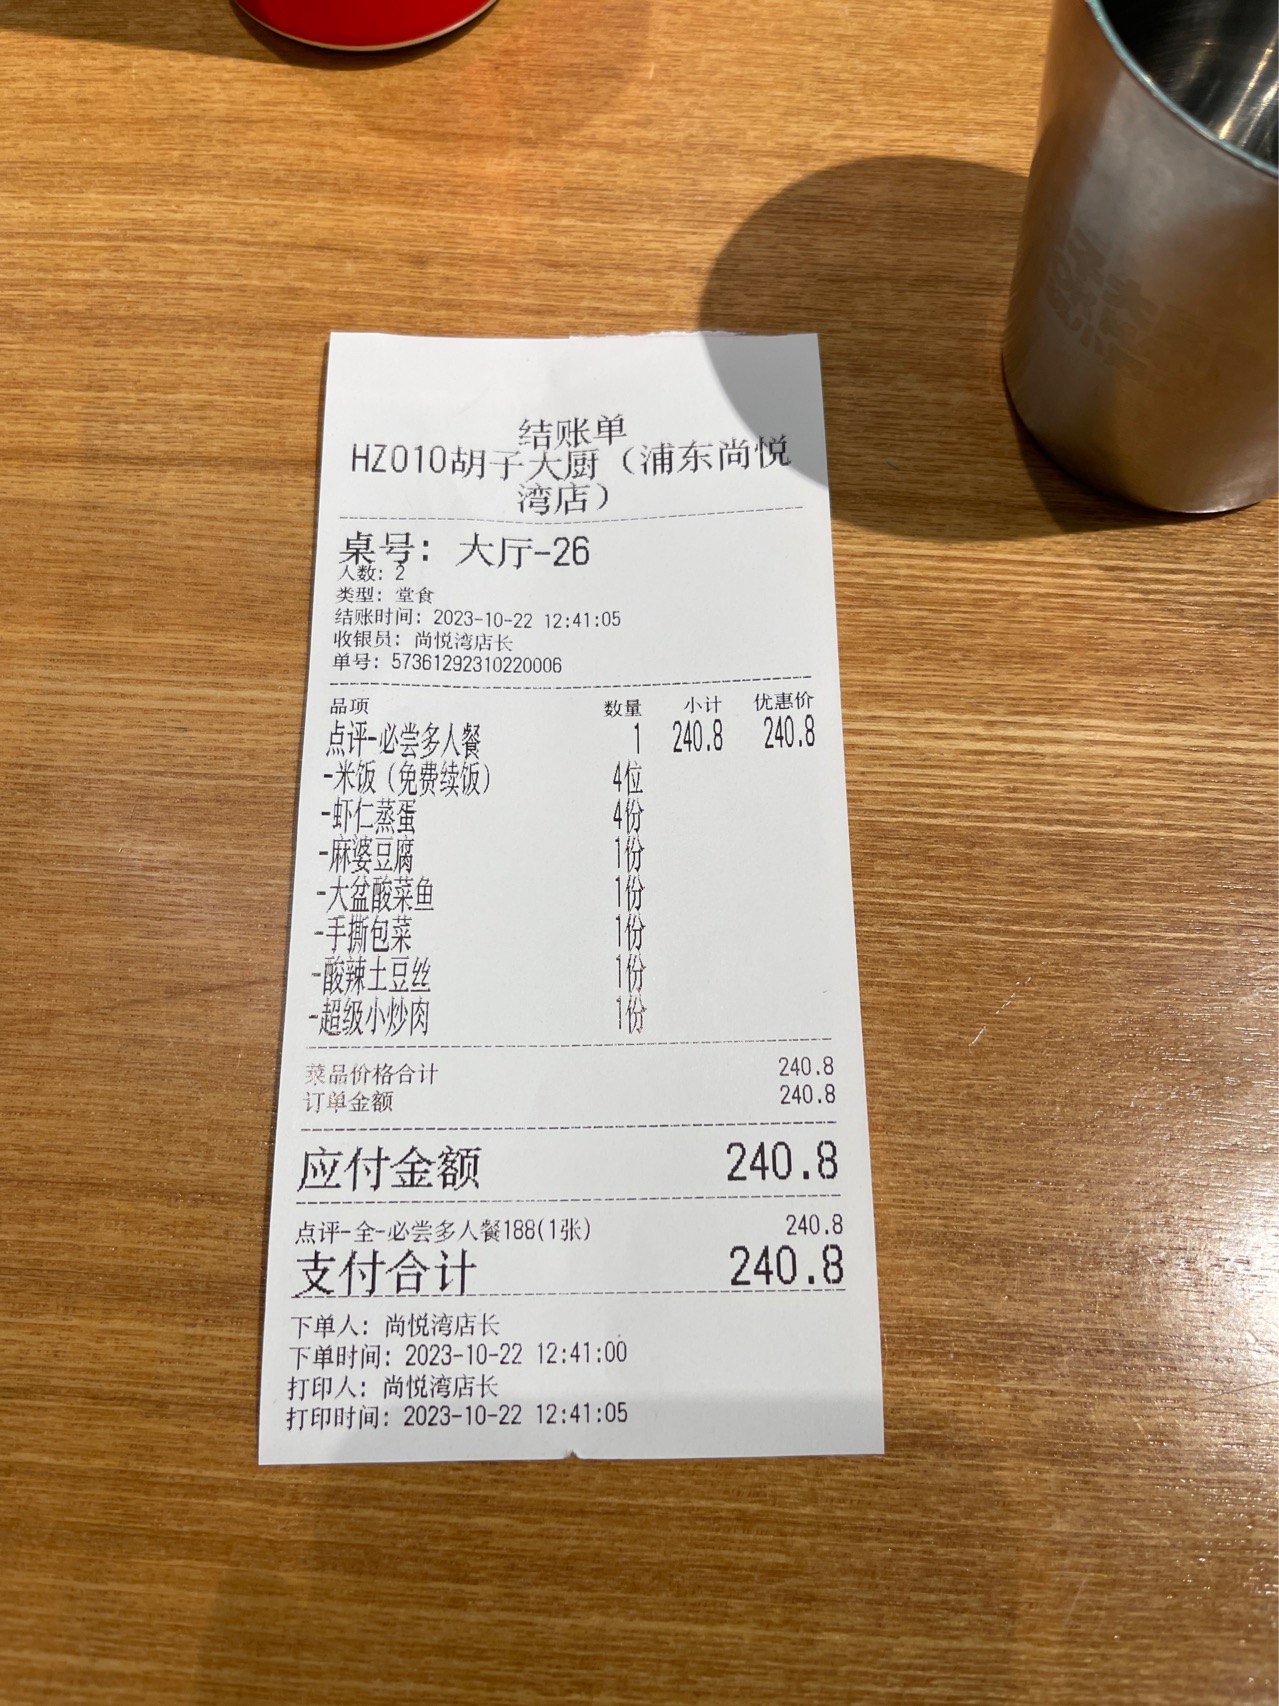 结账单
HZ010胡子大厨（浦东尚悦
湾店）
桌号：大厅-26
人数：2
类型：堂食
结账时间：2023-10-22 12:41:05
收银员：尚悦湾店长
单号：573612923102200​06
品项 数量 小计 优惠价
点评-必尝多人餐 1 240.8 240.8
-米饭（免费续饭） 4位
-虾仁蒸蛋 4份
-麻婆豆腐 1份
-大盆酸菜鱼 1份
-手撕包菜 1份
-酸辣土豆丝 1份
-超级小炒肉 1份
菜品价格合计 240.8
订单金额 240.8
应付金额 240.8
点评-全-必尝多人餐188(1张) 240.8
支付合计 240.8
下单人：尚悦湾店长
下单时间：2023-10-22 12:41:00
打印人：尚悦湾店长
打印时间：2023-10-22 12:41:05